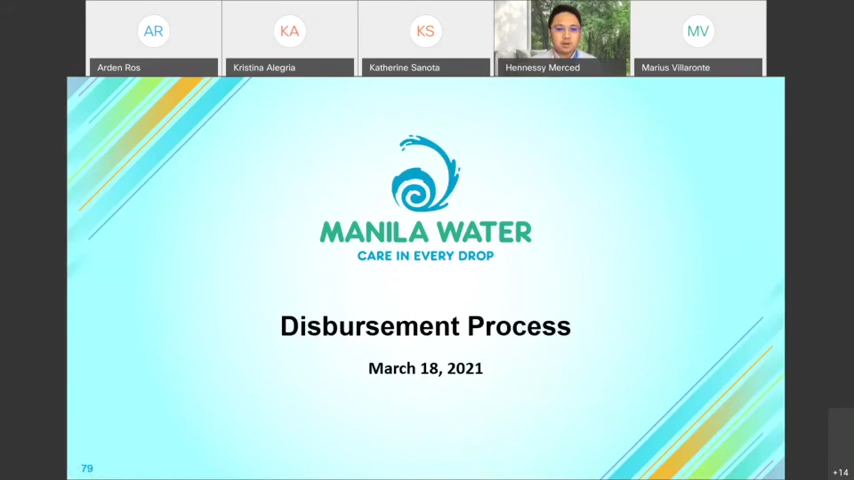 AR
KA
KS
MV
Arden Ros
Kristina Alegria
Katherine Sanota
Hennessy Merced
Marius Villaronte
MANILA WATER
CARE IN EVERY DROP
Disbursement Process
March 18, 2021
79
+14